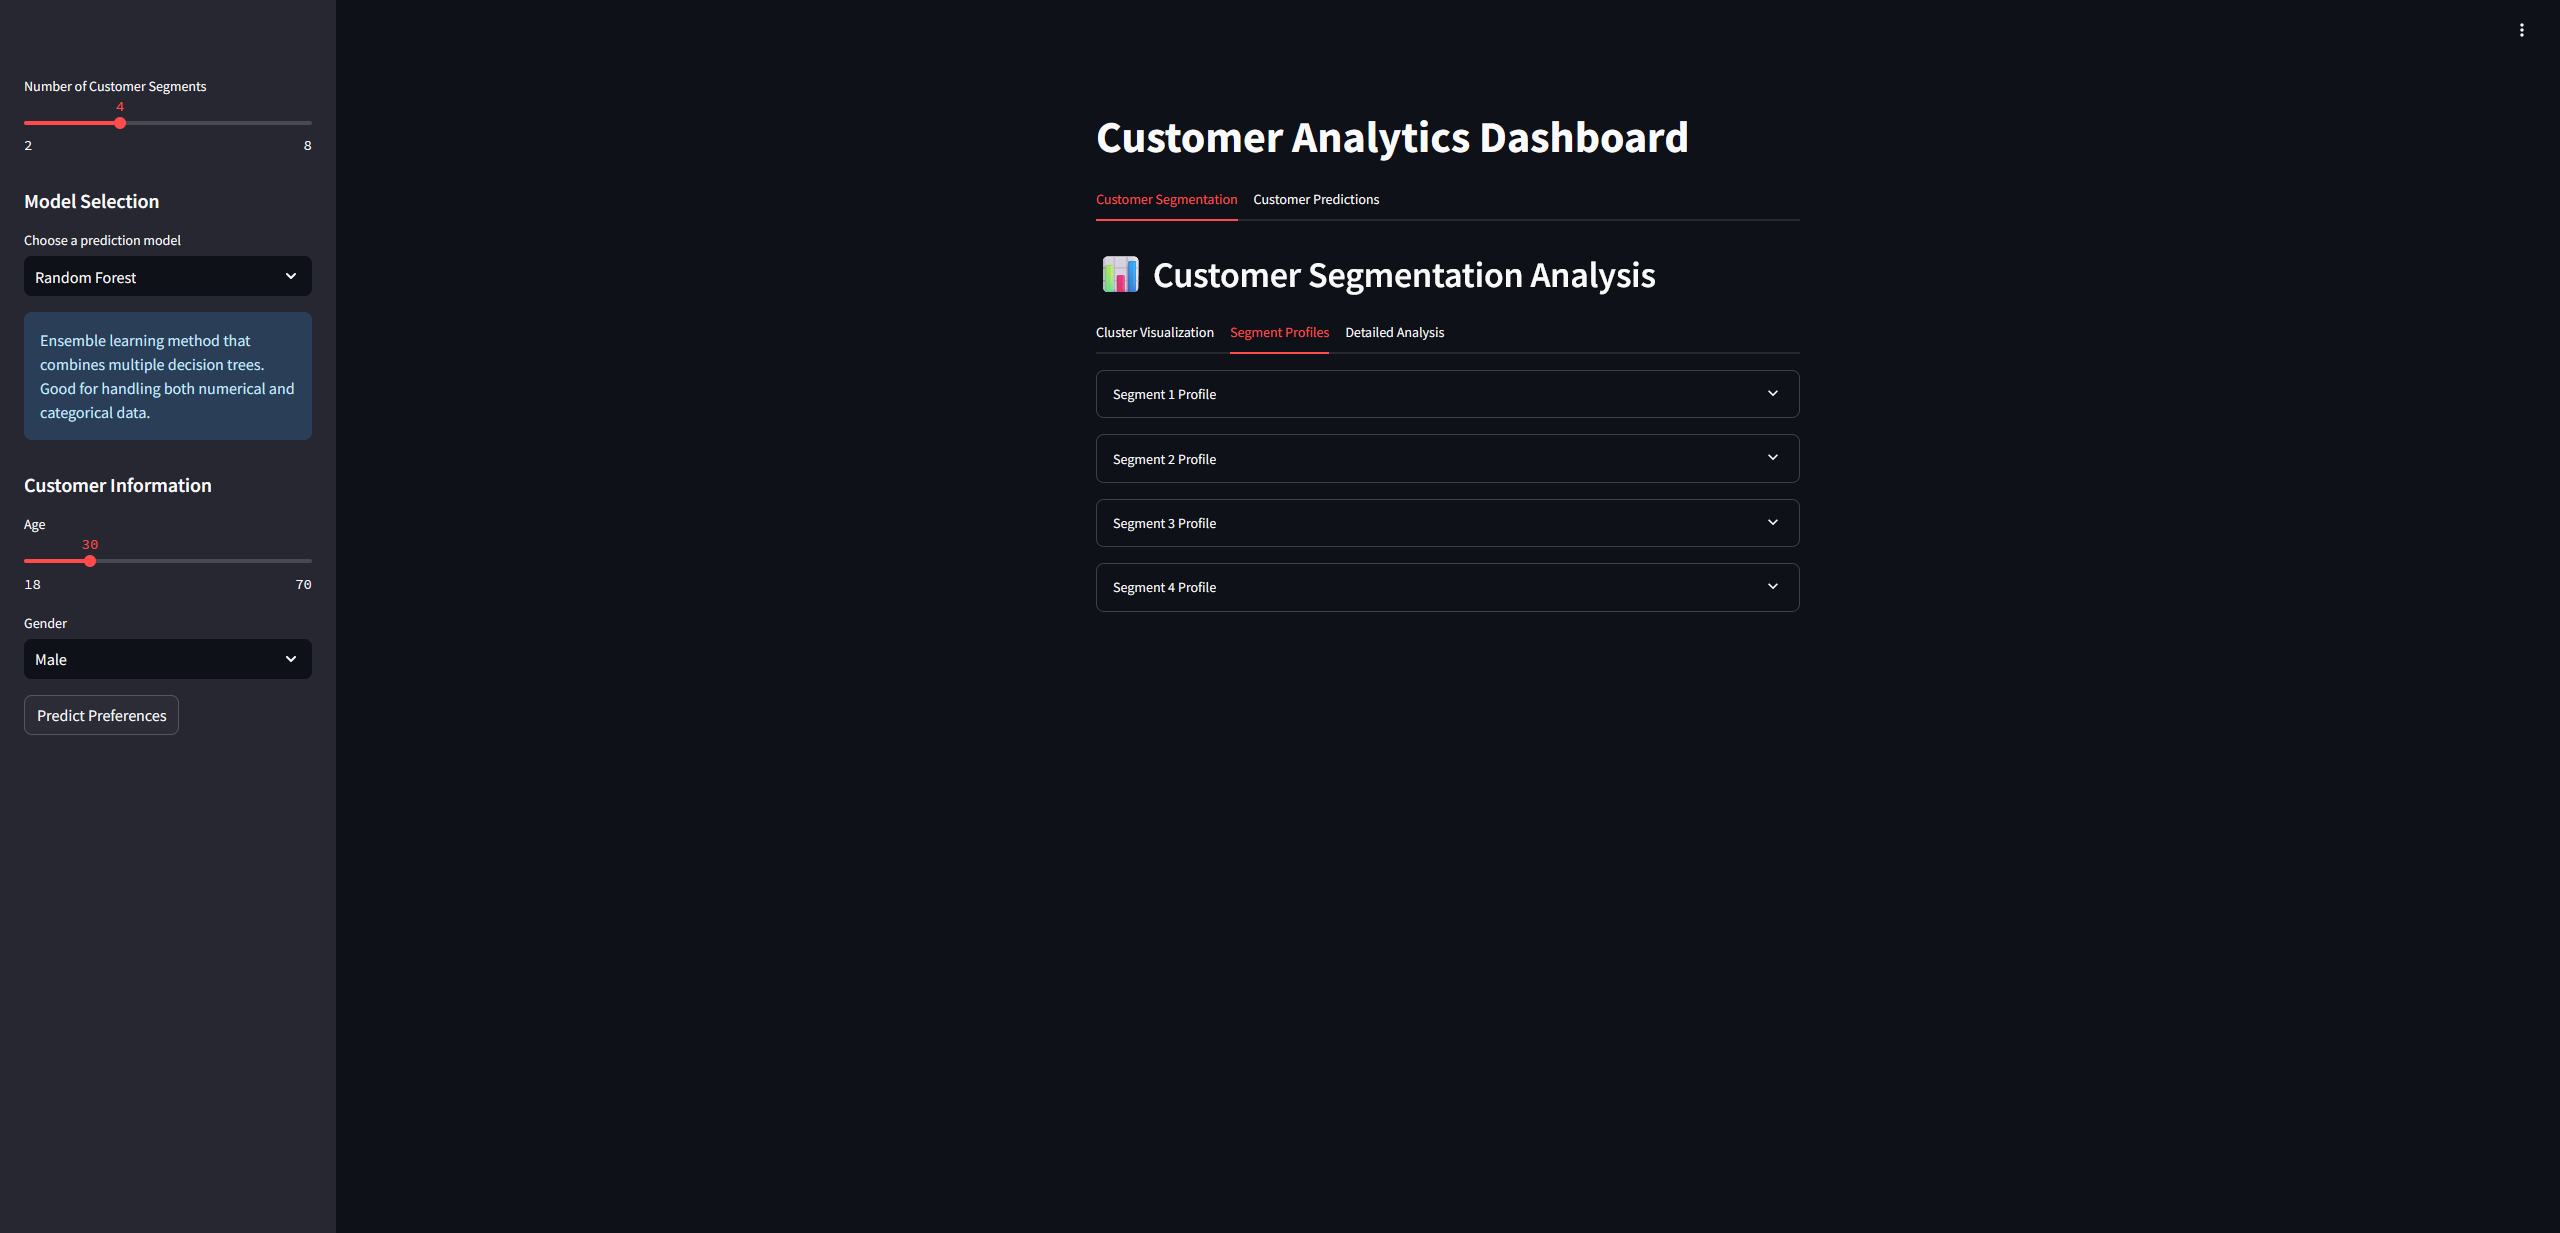 Number of Customer Segments
4
2 8
Model Selection
Choose a prediction model
Random Forest
Ensemble learning method that
combines multiple decision trees.
Good for handling both numerical and
categorical data.
Customer Information
Age
30
18 70
Gender
Male
Predict Preferences
Customer Analytics Dashboard
Customer Segmentation Customer Predictions
Customer Segmentation Analysis
Cluster Visualization Segment Profiles Detailed Analysis
Segment 1 Profile
Segment 2 Profile
Segment 3 Profile
Segment 4 Profile